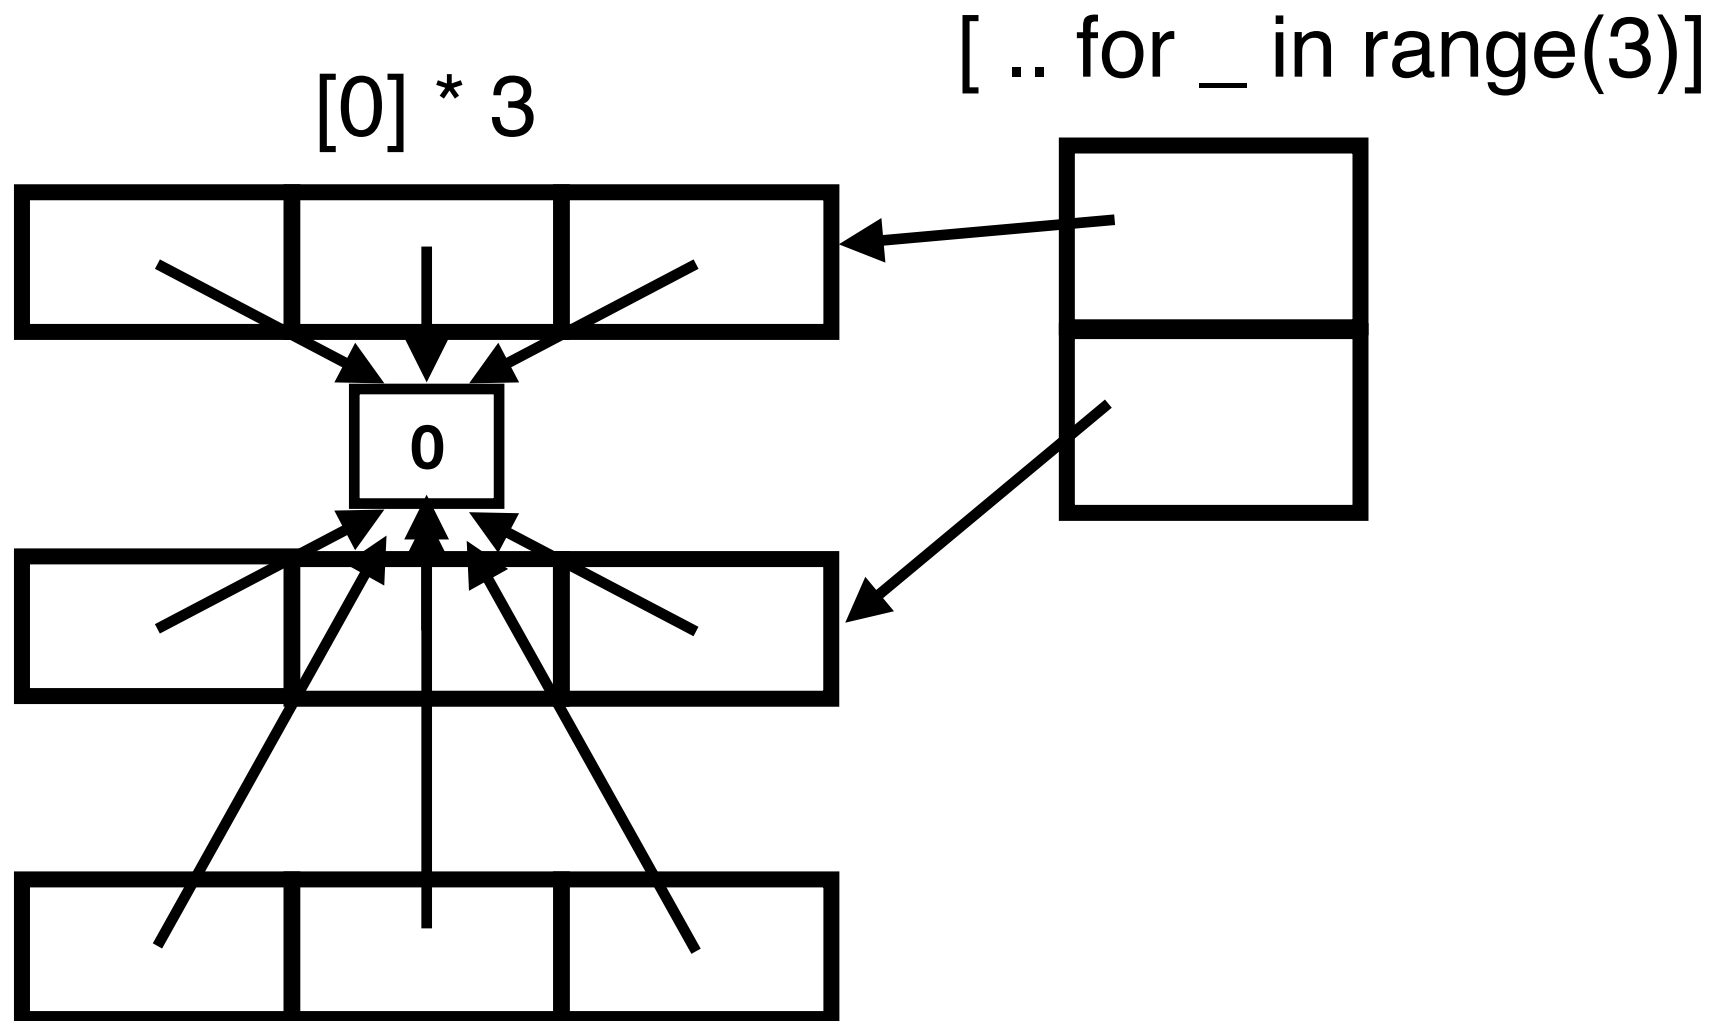 [ .. for _ in range(3)]
[0] * 3
0